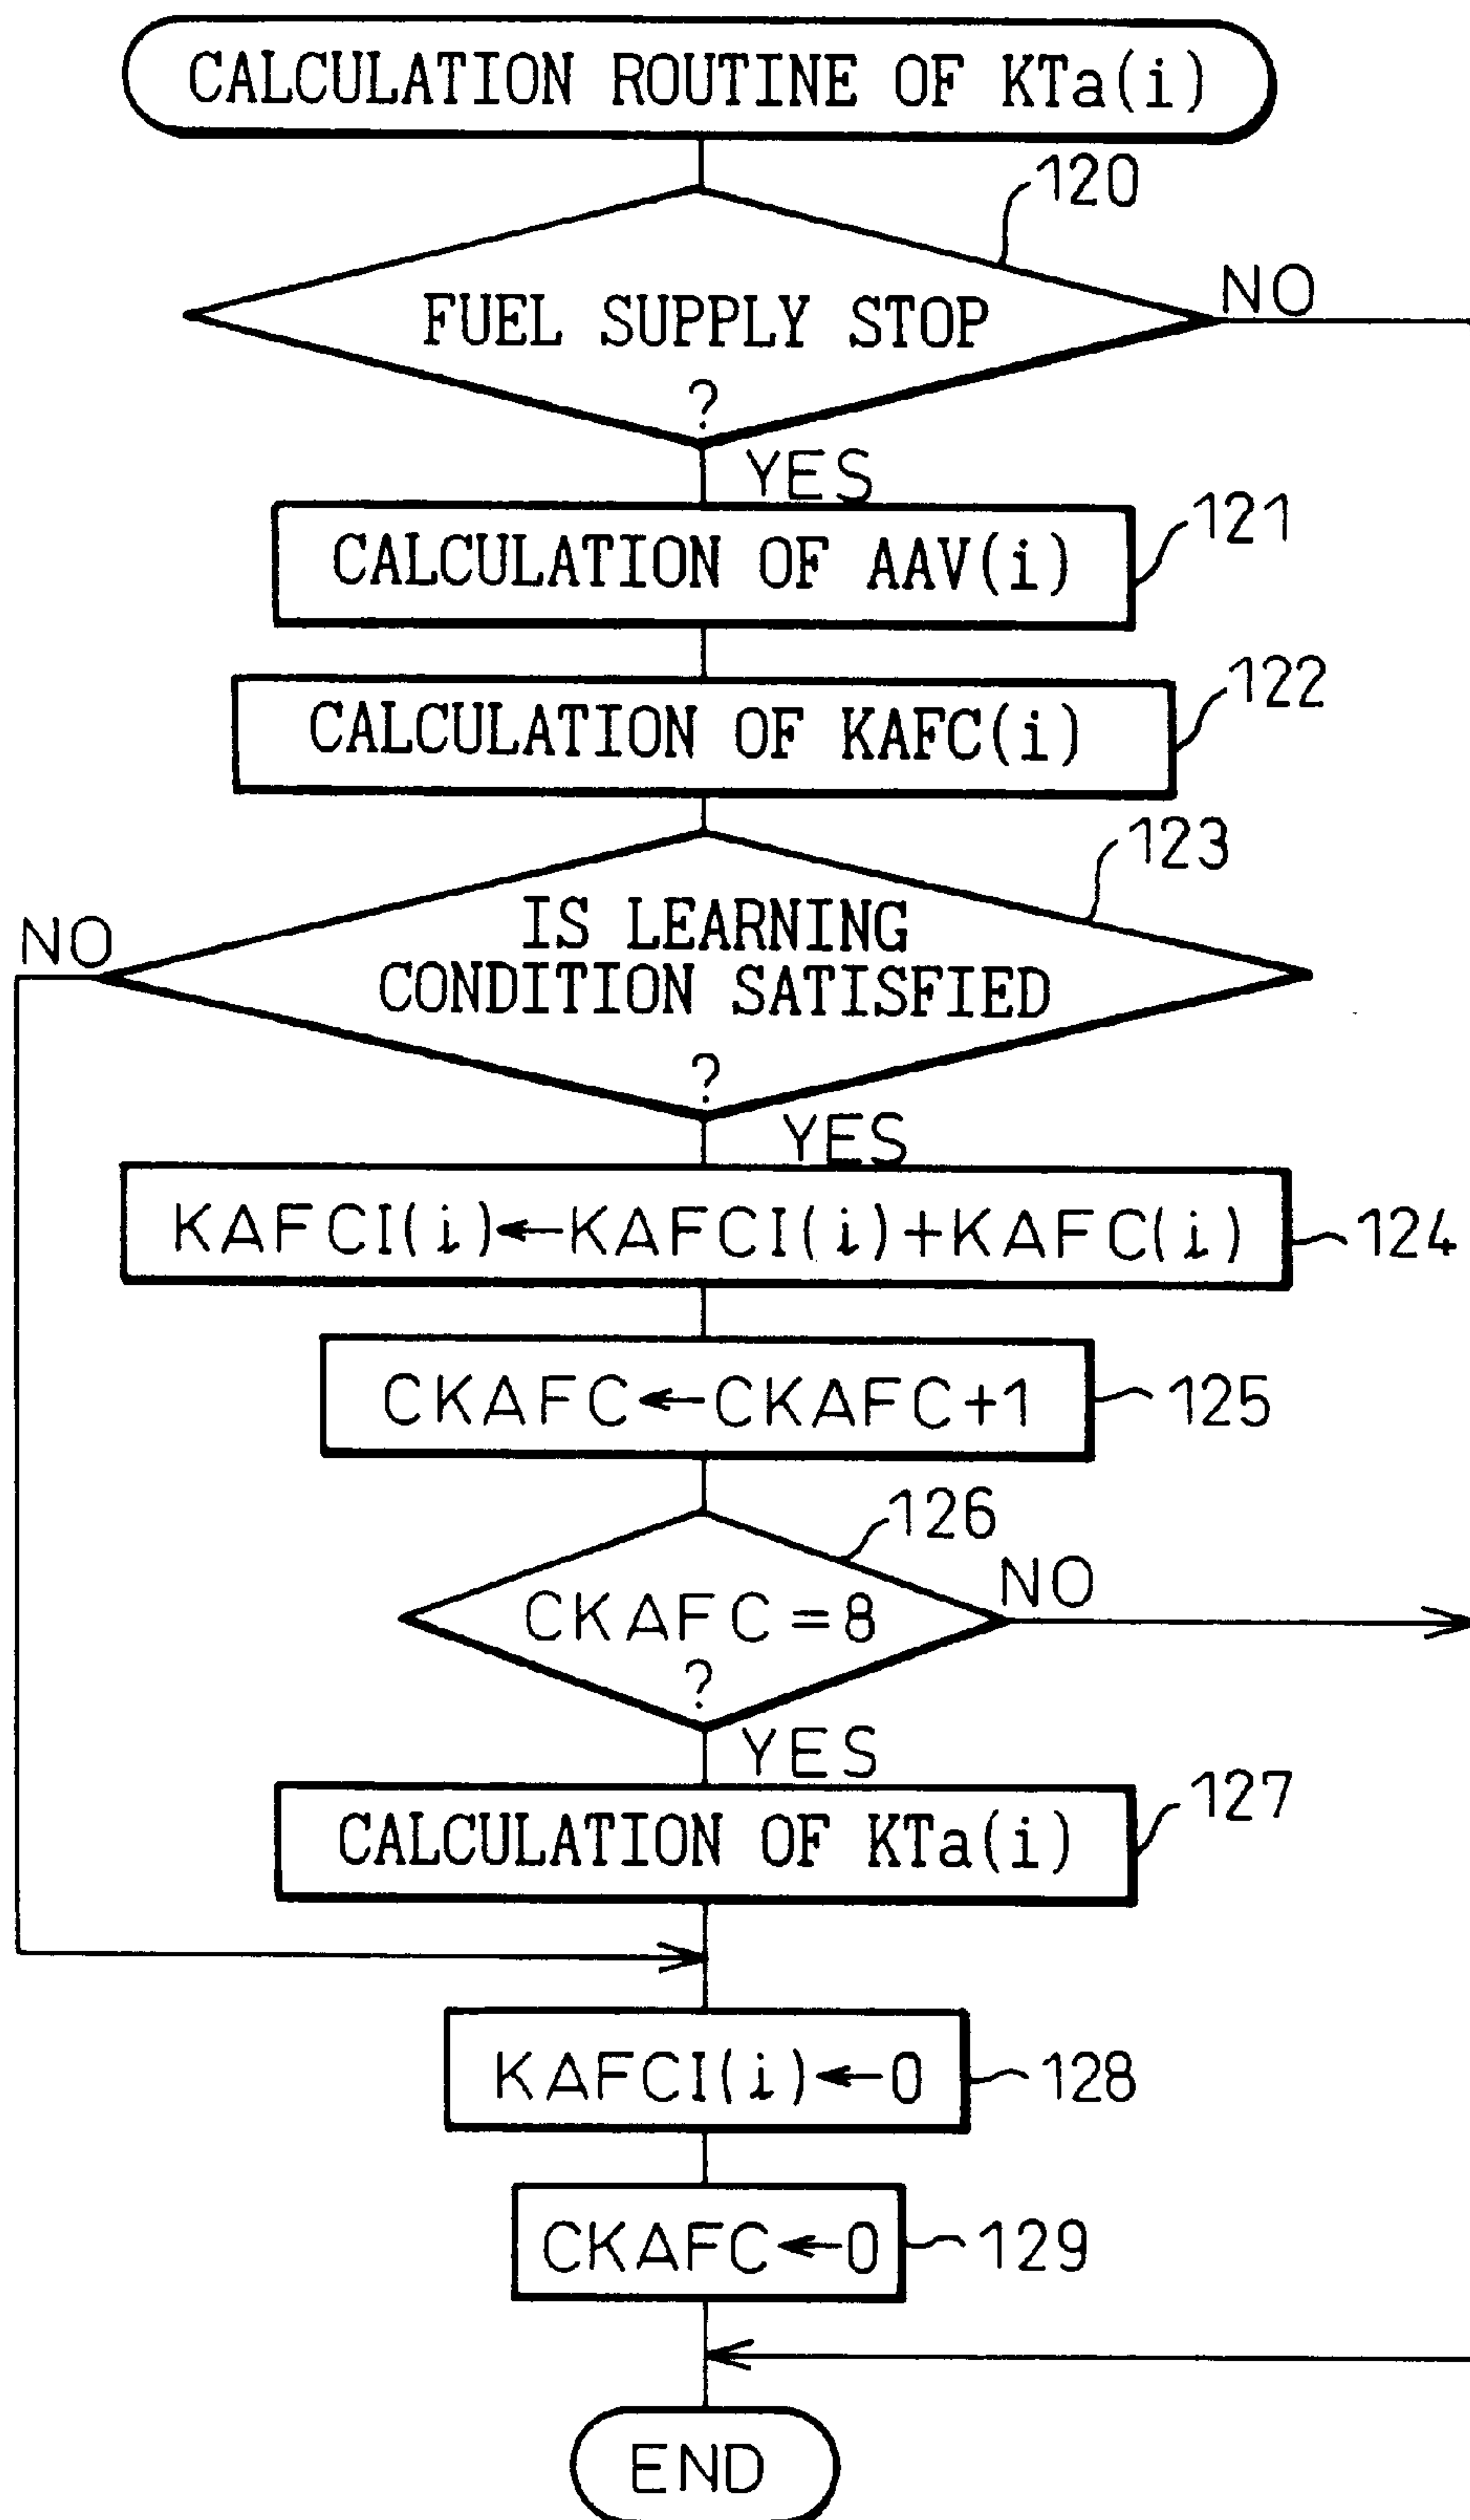 CALCULATION ROUTINE OF KTa(i)
120
FUEL SUPPLY STOP
?
NO
YES
CALCULATION OF AAV(i)
121
CALCULATION OF KAFC(i)
122
123
IS LEARNING
CONDITION SATISFIED
?
NO
YES
KAFCI(i)←KAFCI(i)+KAFC(i)
124
CKAFC←CKAFC+1
125
126
CKAFC=8
?
NO
YES
CALCULATION OF KTa(i)
127
KAFCI(i)←0
128
CKAFC←0
129
END